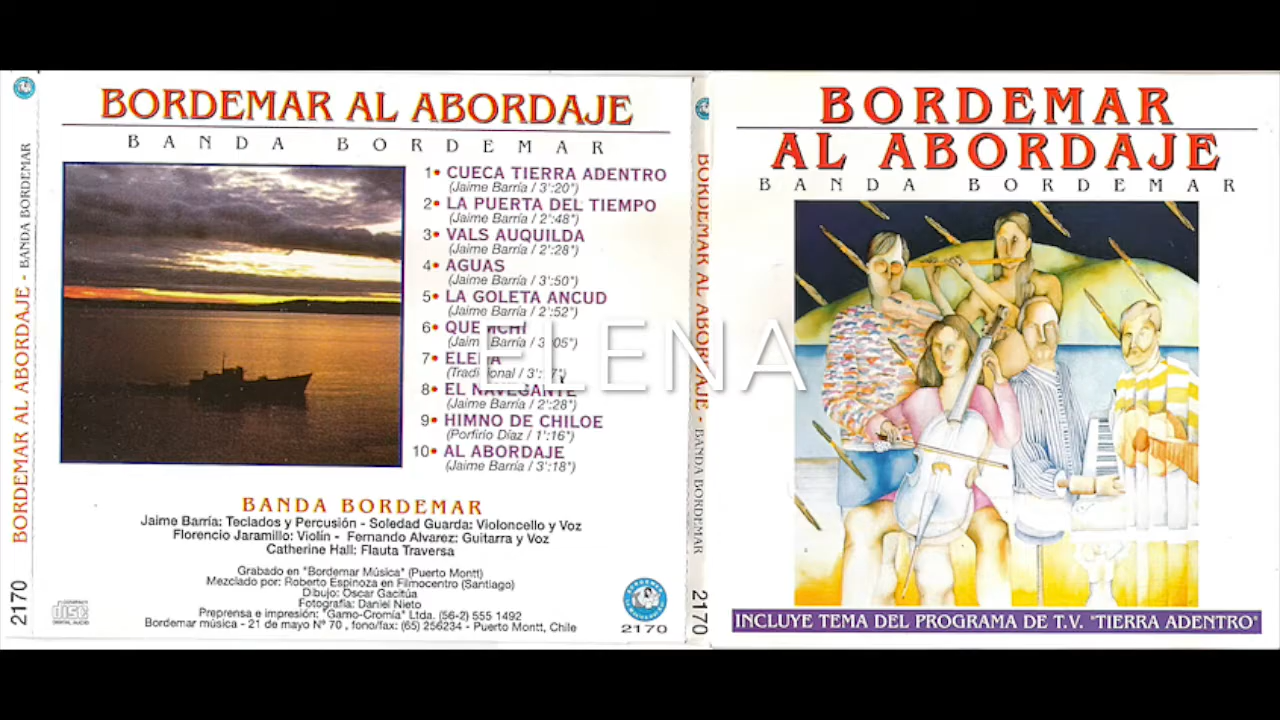 BORDEMAR AL ABORDAJE
BANDA BORDEMAR
1• CUECA TIERRA ADENTRO
(Jaime Barría / 3':20")
2• LA PUERTA DEL TIEMPO
(Jaime Barría / 2':48")
3• VALS AUQUILDA
(Jaime Barría / 2':28")
4• AGUAS
(Jaime Barría / 3':50")
5• LA GOLETA ANCUD
(Jaime Barría / 2':52")
6•
Barría / 3':05")
7• ELENA
8• EL NAVEGANTE
(Jaime Barría / 2':28")
9• HIMNO DE CHILOE
(Porfirio Díaz / 1':16")
10• AL ABORDAJE
(Jaime Barría / 3':18")
BANDA BORDEMAR
Jaime Barría: Teclados y Percusión - Soledad Guarda: Violoncello y Voz
Florencio Jaramillo: Violín - Fernando Alvarez: Guitarra y Voz
Catherine Hall: Flauta Traversa
Grabado en "Bordemar Música" (Puerto Montt)
Mezclado por: Roberto Espinoza en Filmocentro (Santiago)
Dibujo: Oscar Gacitúa
Fotografía: Daniel Nieto
Preprensa e impresión: "Gamo-Cromía" Ltda. (56-2) 555 1492
Bordemar música - 21 de mayo Nº 70 , fono/fax: (65) 256234 - Puerto Montt, Chile
COMPACT
disc
DIGITAL AUDIO
2170
BORDEMAR AL ABORDAJE - BANDA BORDEMAR
2170
BORDEMAR AL ABORDAJE - BANDA BORDEMAR
2170
ELENA
BORDEMAR
AL ABORDAJE
BANDA BORDEMAR
INCLUYE TEMA DEL PROGRAMA DE T.V. "TIERRA ADENTRO"